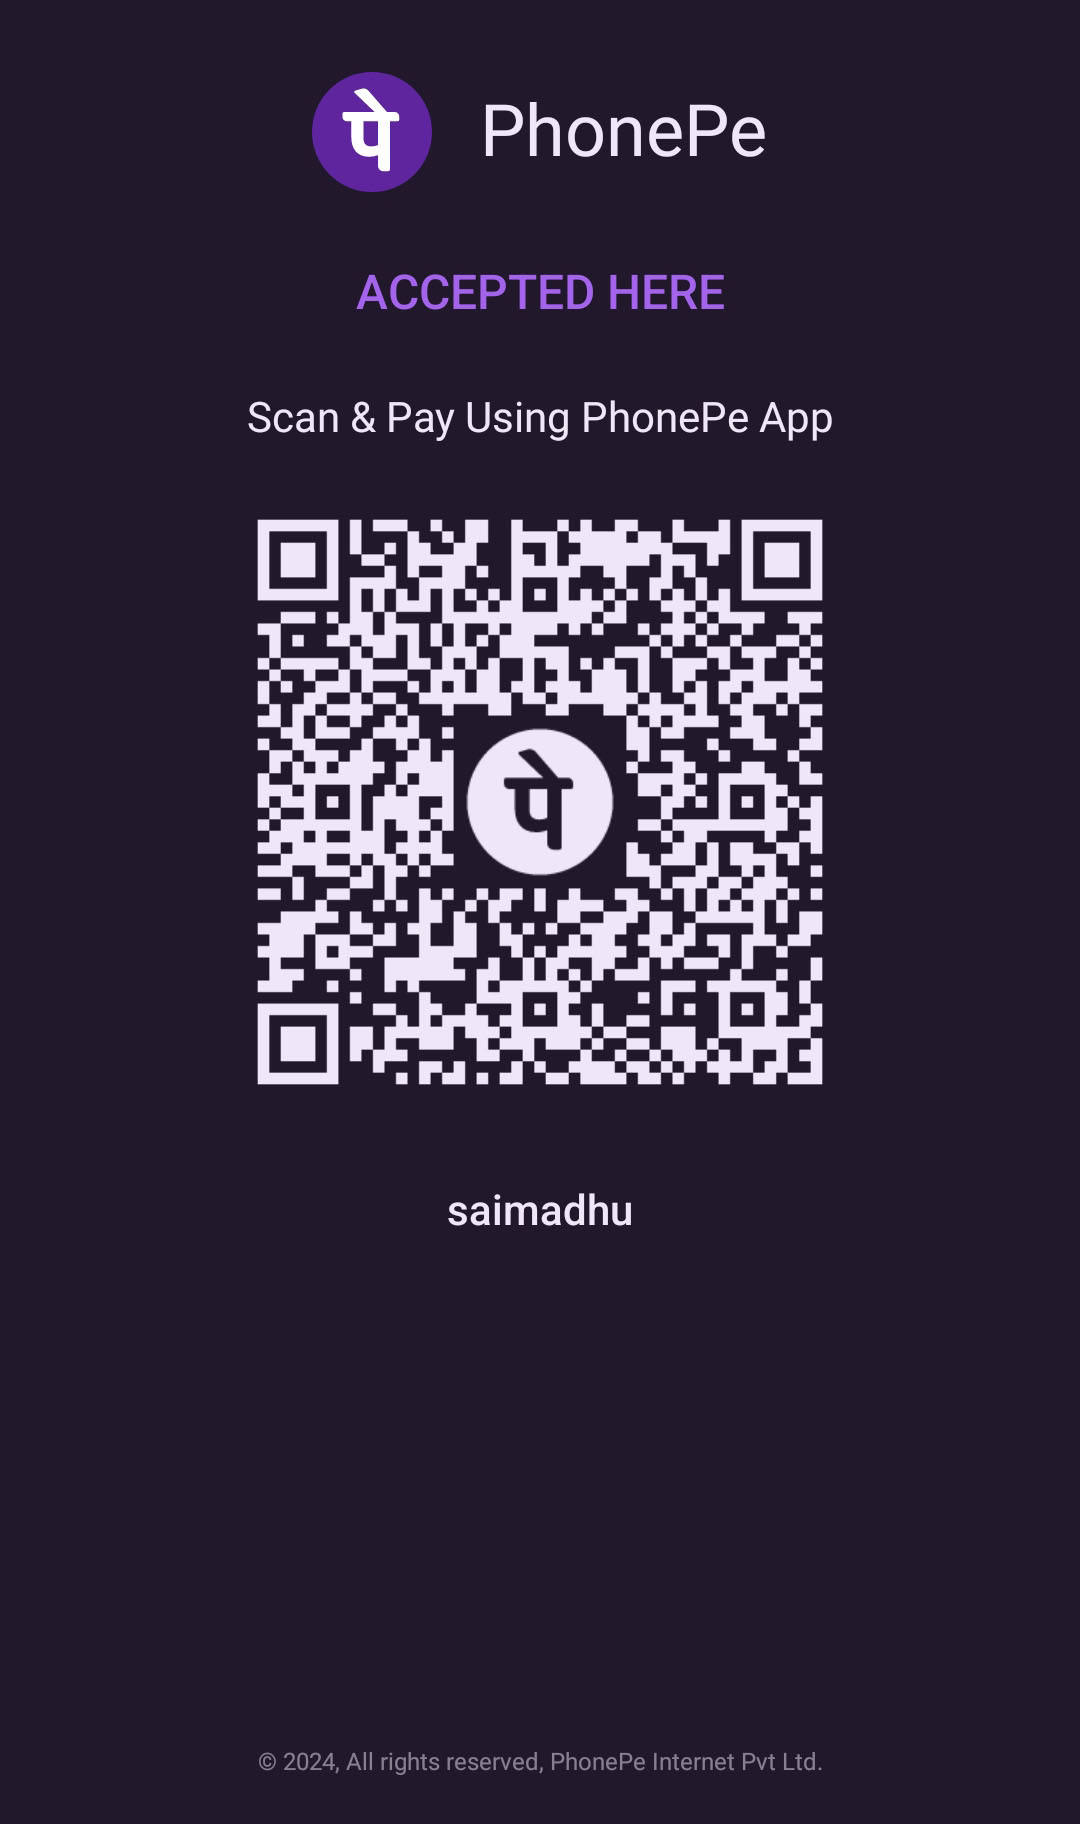 पे PhonePe
ACCEPTED HERE
Scan & Pay Using PhonePe App
पे
saimadhu
© 2024, All rights reserved, PhonePe Internet Pvt Ltd.